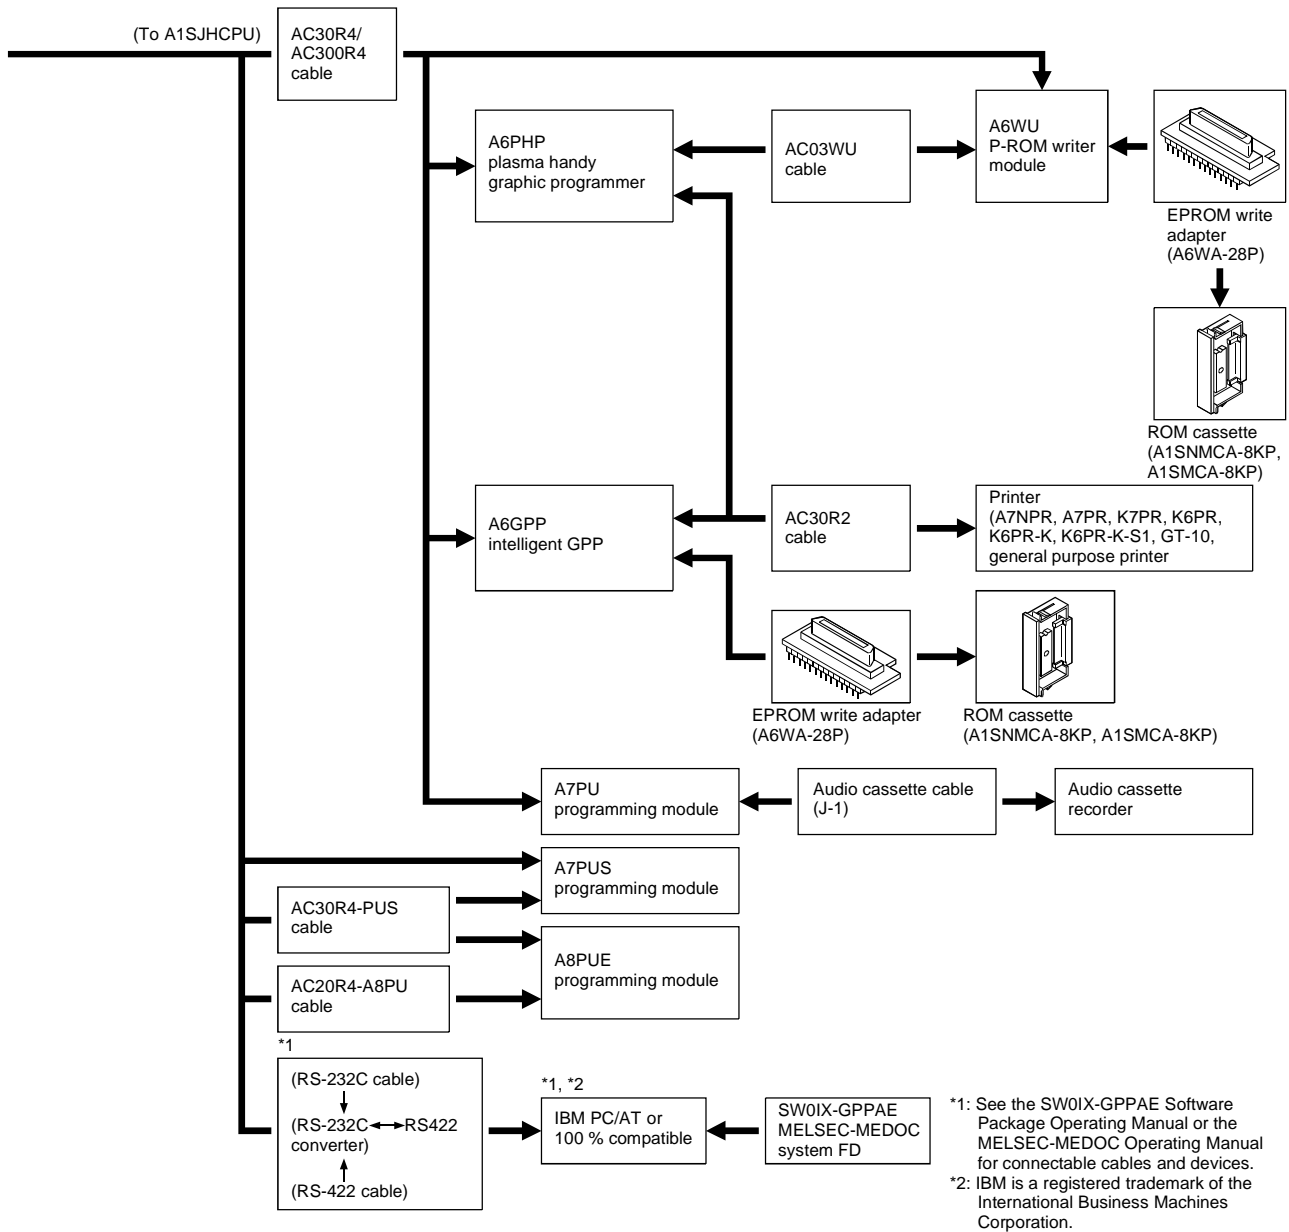 (To A1SJHCPU)
AC30R4/
AC300R4
cable
A6PHP
plasma handy
graphic programmer
AC03WU
cable
A6WU
P-ROM writer
module
EPROM write
adapter
(A6WA-28P)
ROM cassette
(A1SNMCA-8KP,
A1SMCA-8KP)
A6GPP
intelligent GPP
AC30R2
cable
Printer
(A7NPR, A7PR, K7PR, K6PR,
K6PR-K, K6PR-K-S1, GT-10,
general purpose printer
EPROM write adapter
(A6WA-28P)
ROM cassette
(A1SNMCA-8KP, A1SMCA-8KP)
A7PU
programming module
Audio cassette cable
(J-1)
Audio cassette
recorder
A7PUS
programming module
AC30R4-PUS
cable
A8PUE
programming module
AC20R4-A8PU
cable
*1
(RS-232C cable)
(RS-232C RS422
converter)
(RS-422 cable)
*1, *2
IBM PC/AT or
100 % compatible
SW0IX-GPPAE
MELSEC-MEDOC
system FD
*1: See the SW0IX-GPPAE Software
Package Operating Manual or the
MELSEC-MEDOC Operating Manual
for connectable cables and devices.
*2: IBM is a registered trademark of the
International Business Machines
Corporation.